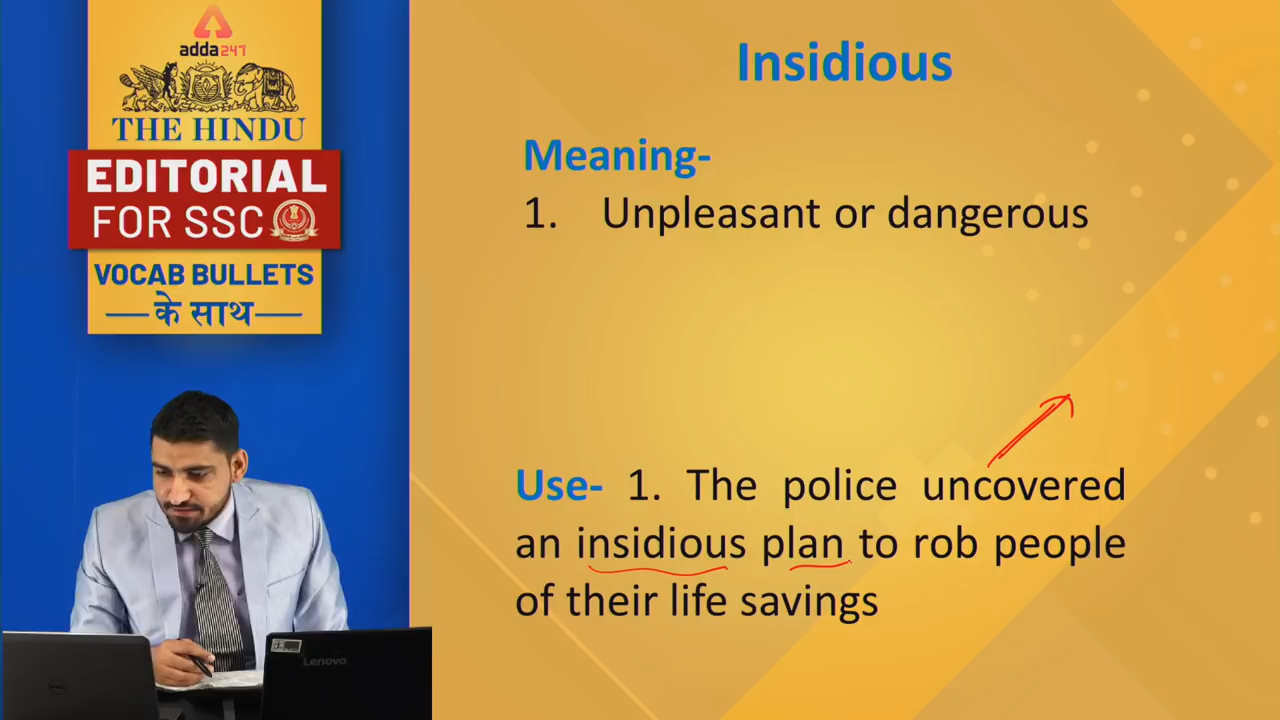 adda247
THE HINDU
EDITORIAL
FOR SSC
VOCAB BULLETS
के साथ
Insidious
Meaning-
1. Unpleasant or dangerous
Use- 1. The police uncovered
an insidious plan to rob people
of their life savings
Lenovo
DELL